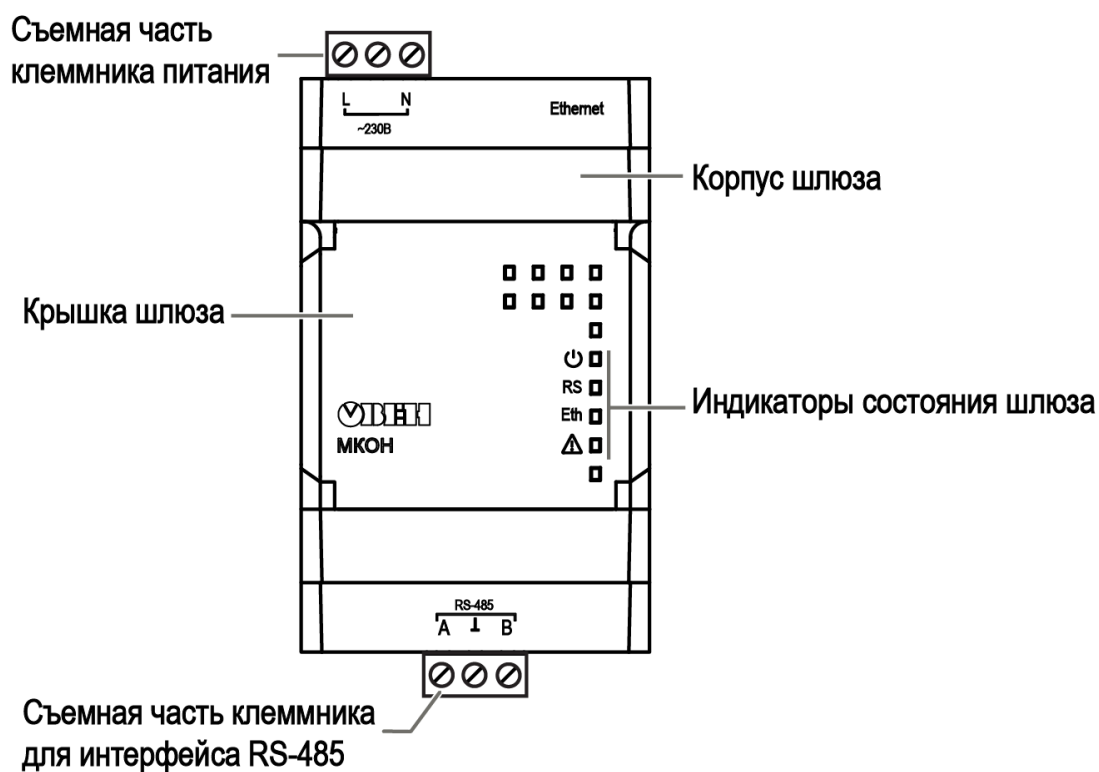 Съемная часть
клеммника питания
L N
~230В
Ethernet
Корпус шлюза
Крышка шлюза
RS
Eth
Индикаторы состояния шлюза
ОВЕН
МКОН
RS-485
A B
Съемная часть клеммника
для интерфейса RS-485